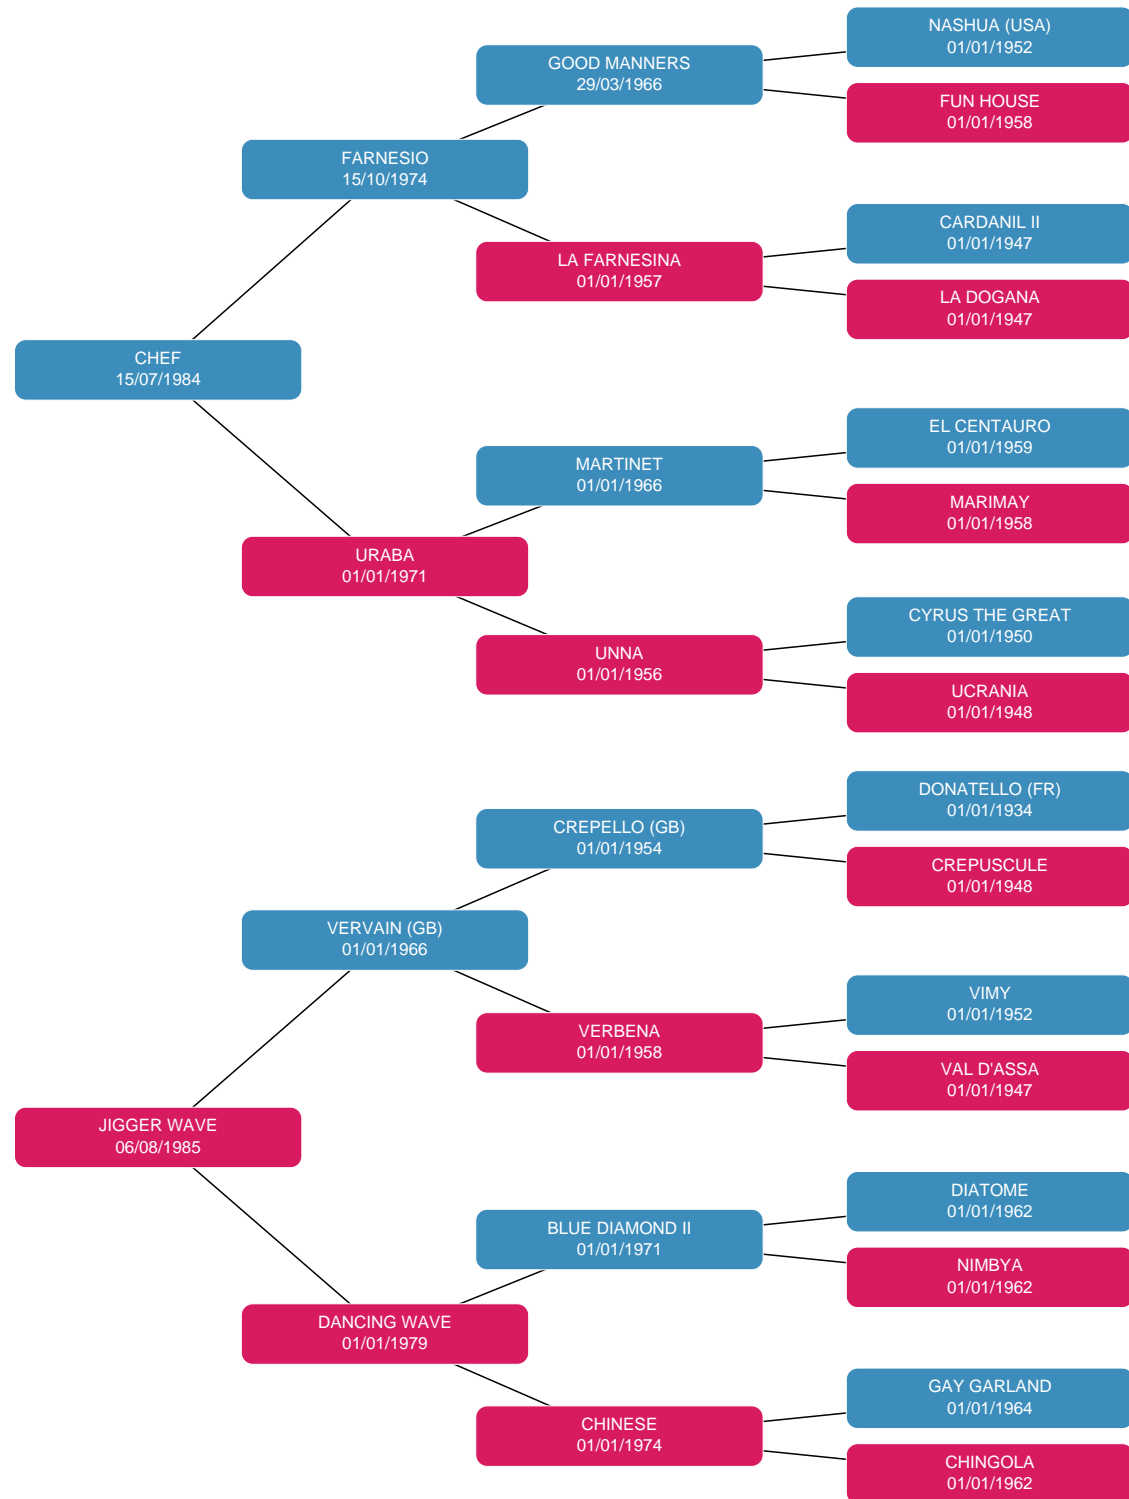 NASHUA (USA)
01/01/1952
GOOD MANNERS
29/03/1966
FUN HOUSE
01/01/1958
FARNESIO
15/10/1974
CARDANIL II
01/01/1947
LA FARNESINA
01/01/1957
LA DOGANA
01/01/1947
CHEF
15/07/1984
EL CENTAURO
01/01/1959
MARTINET
01/01/1966
MARIMAY
01/01/1958
URABA
01/01/1971
CYRUS THE GREAT
01/01/1950
UNNA
01/01/1956
UCRANIA
01/01/1948
DONATELLO (FR)
01/01/1934
CREPELLO (GB)
01/01/1954
CREPUSCULE
01/01/1948
VERVAIN (GB)
01/01/1966
VIMY
01/01/1952
VERBENA
01/01/1958
VAL D'ASSA
01/01/1947
JIGGER WAVE
06/08/1985
DIATOME
01/01/1962
BLUE DIAMOND II
01/01/1971
NIMBYA
01/01/1962
DANCING WAVE
01/01/1979
GAY GARLAND
01/01/1964
CHINESE
01/01/1974
CHINGOLA
01/01/1962